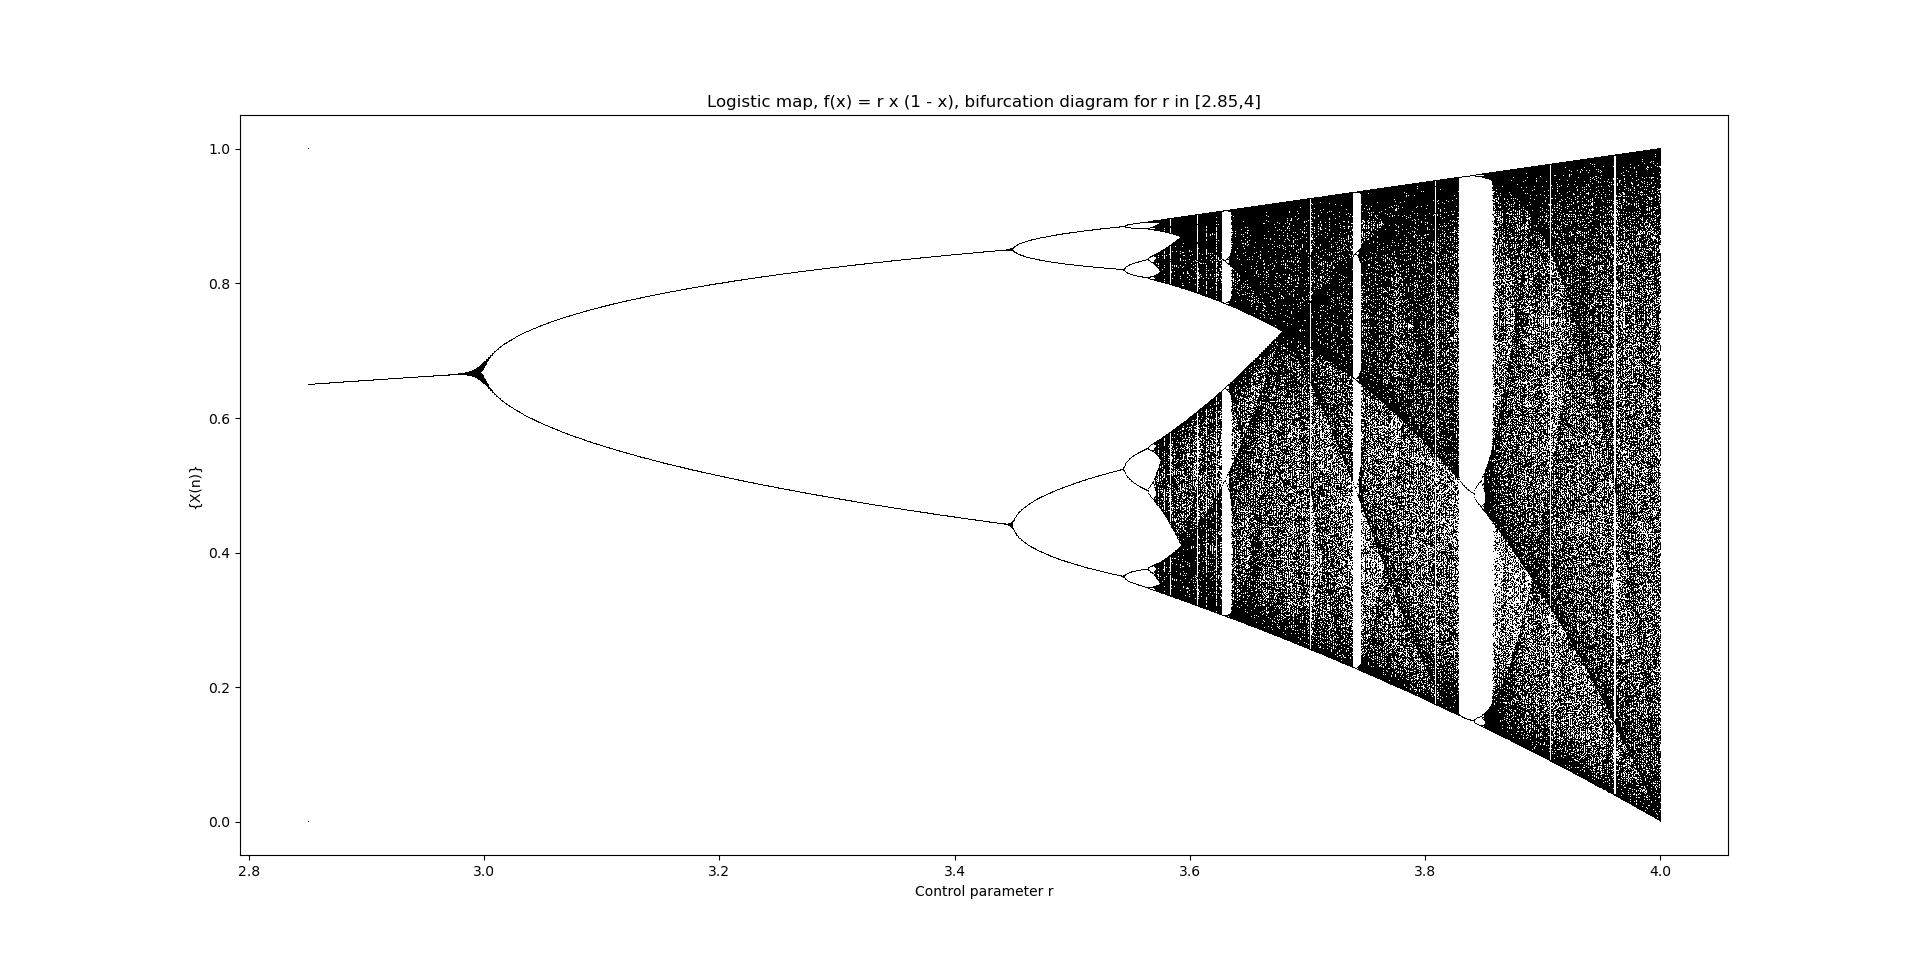 Logistic map, f(x) = r x (1 - x), bifurcation diagram for r in [2.85,4]
1.0
0.8
0.6
0.4
0.2
0.0
{X(n)}
2.8 3.0 3.2 3.4 3.6 3.8 4.0
Control parameter r